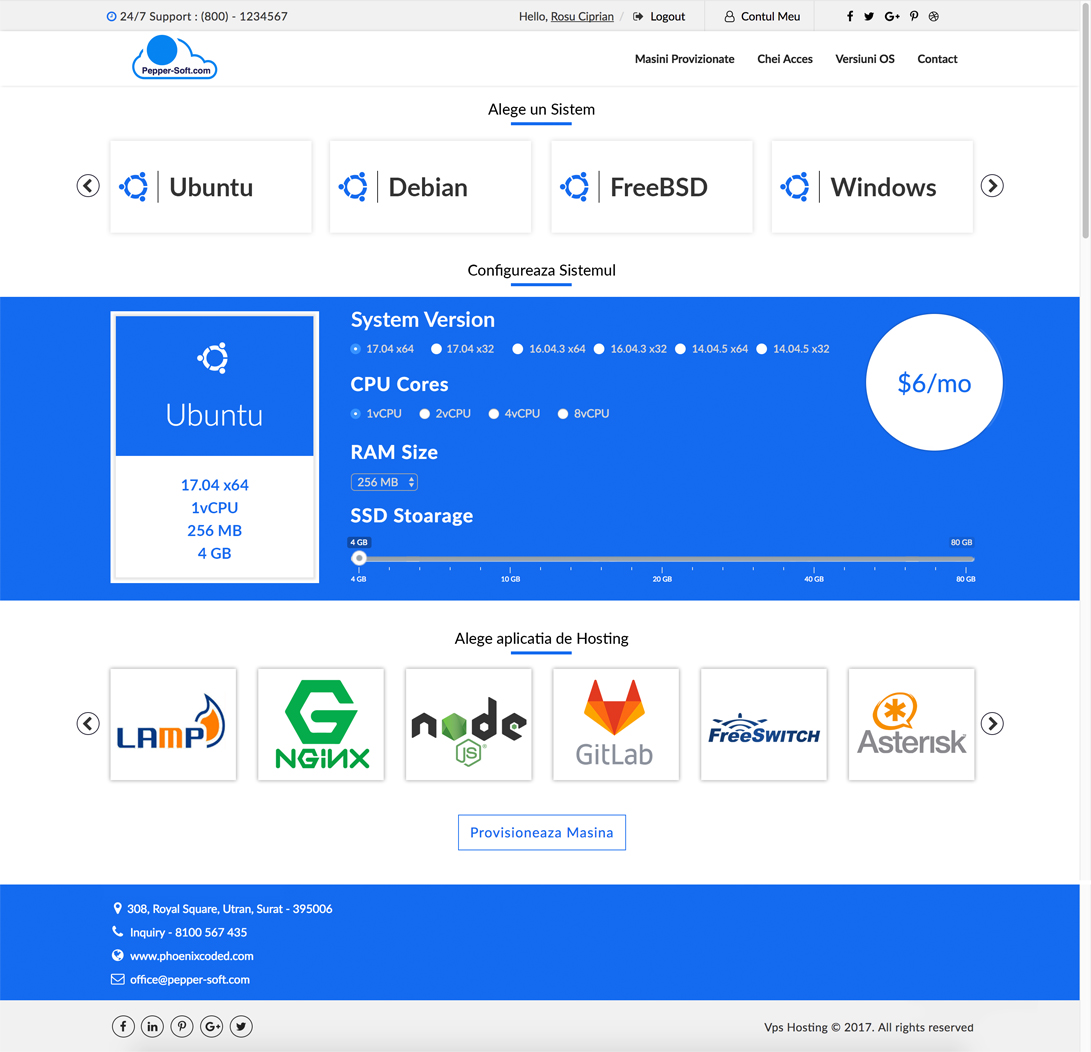 24/7 Support : (800) - 1234567
Hello, Rosu Ciprian / Logout
Contul Meu
Pepper-Soft.com
Masini Provizionate
Chei Acces
Versiuni OS
Contact
Alege un Sistem
Ubuntu
Debian
FreeBSD
Windows
Configureaza Sistemul
Ubuntu
17.04 x64
1vCPU
256 MB
4 GB
System Version
17.04 x64 17.04 x32 16.04.3 x64 16.04.3 x32 14.04.5 x64 14.04.5 x32
CPU Cores
1vCPU 2vCPU 4vCPU 8vCPU
RAM Size
256 MB
SSD Stoarage
4 GB 80 GB
4 GB 10 GB 20 GB 40 GB 80 GB
$6/mo
Alege aplicatia de Hosting
LAMP
NGiNX
node
JS
GitLab
FreeSWITCH
Asterisk
Provisioneaza Masina
308, Royal Square, Utran, Surat - 395006
Inquiry - 8100 567 435
www.phoenixcoded.com
office@pepper-soft.com
Vps Hosting © 2017. All rights reserved